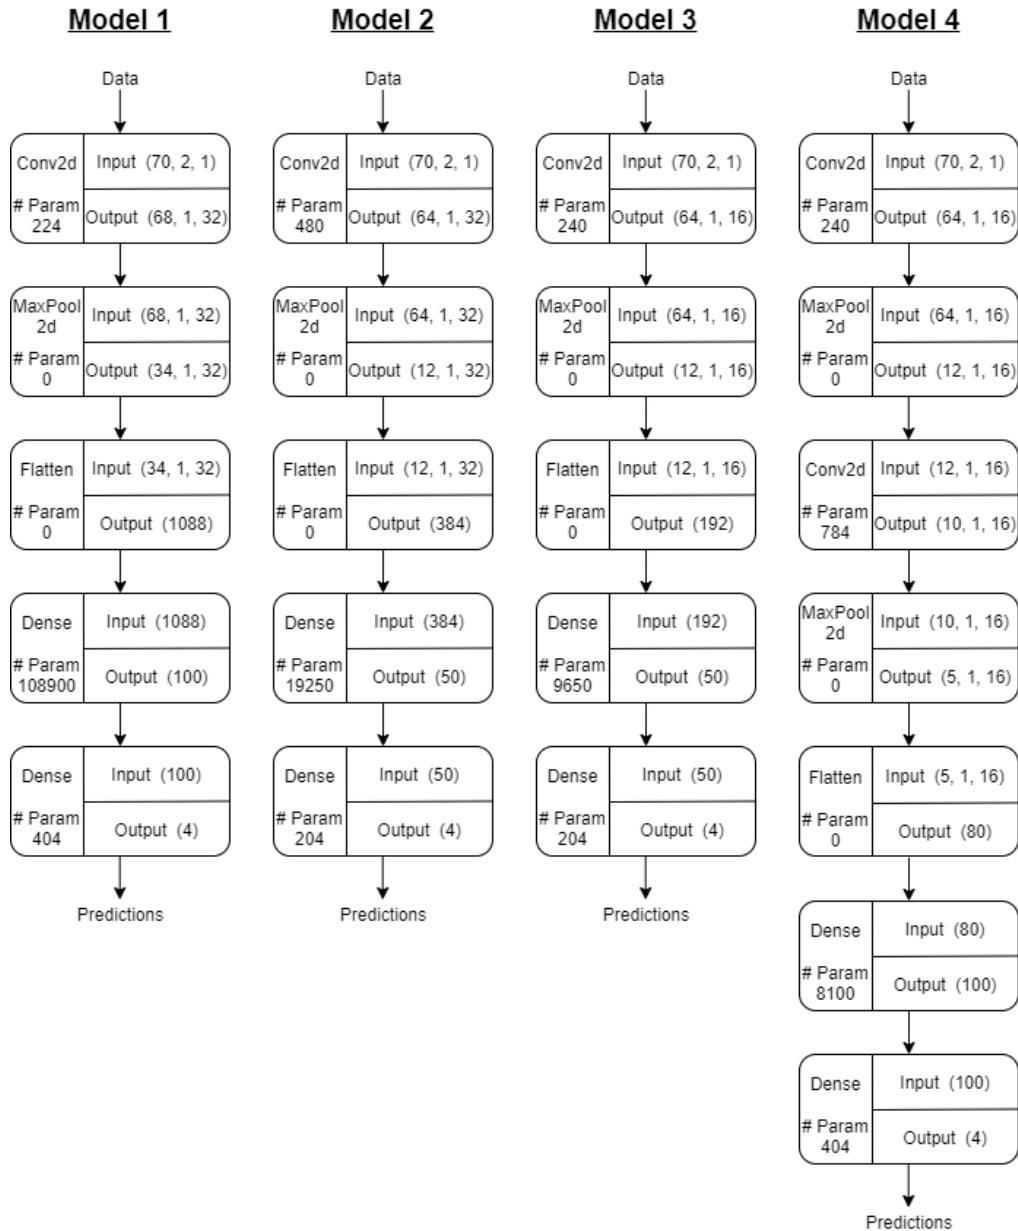 Model 1
Data
Conv2d
# Param
224
Input (70, 2, 1)
Output (68, 1, 32)
MaxPool
2d
# Param
0
Input (68, 1, 32)
Output (34, 1, 32)
Flatten
# Param
0
Input (34, 1, 32)
Output (1088)
Dense
# Param
108900
Input (1088)
Output (100)
Dense
# Param
404
Input (100)
Output (4)
Predictions
Model 2
Data
Conv2d
# Param
480
Input (70, 2, 1)
Output (64, 1, 32)
MaxPool
2d
# Param
0
Input (64, 1, 32)
Output (12, 1, 32)
Flatten
# Param
0
Input (12, 1, 32)
Output (384)
Dense
# Param
19250
Input (384)
Output (50)
Dense
# Param
204
Input (50)
Output (4)
Predictions
Model 3
Data
Conv2d
# Param
240
Input (70, 2, 1)
Output (64, 1, 16)
MaxPool
2d
# Param
0
Input (64, 1, 16)
Output (12, 1, 16)
Flatten
# Param
0
Input (12, 1, 16)
Output (192)
Dense
# Param
9650
Input (192)
Output (50)
Dense
# Param
204
Input (50)
Output (4)
Predictions
Model 4
Data
Conv2d
# Param
240
Input (70, 2, 1)
Output (64, 1, 16)
MaxPool
2d
# Param
0
Input (64, 1, 16)
Output (12, 1, 16)
Conv2d
# Param
784
Input (12, 1, 16)
Output (10, 1, 16)
MaxPool
2d
# Param
0
Input (10, 1, 16)
Output (5, 1, 16)
Flatten
# Param
0
Input (5, 1, 16)
Output (80)
Dense
# Param
8100
Input (80)
Output (100)
Dense
# Param
404
Input (100)
Output (4)
Predictions